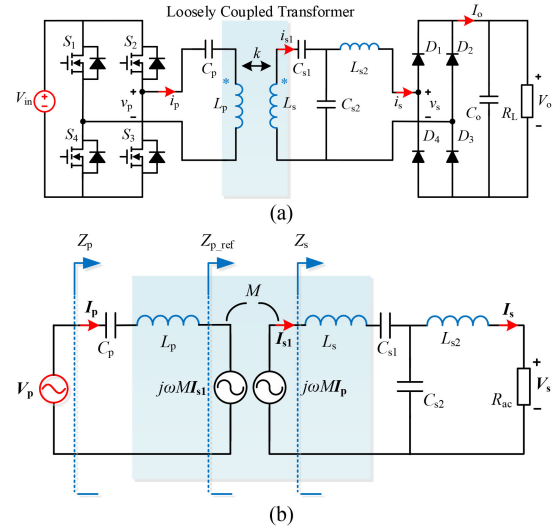 Loosely Coupled Transformer
S1 S2 Cp k is1 Cs1 Ls2 Io D1 D2
Vin vp + − ip Lp * * Ls Cs2 is + vs − Co RL + Vo −
S4 S3 D4 D3
(a)
Zp Zp_ref Zs
Ip Cp Lp M Is1 Ls Cs1 Ls2 Is
Vp jωMIs1 jωMIp Cs2 Rac + Vs −
(b)